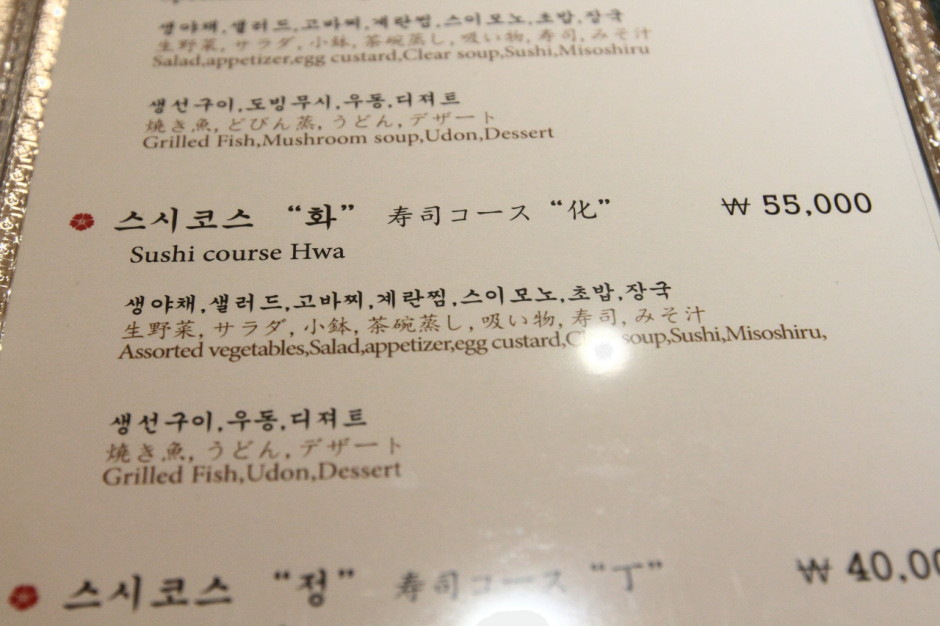 생야채,샐러드,고바찌,계란찜,스이모노,초밥,장국
生野菜, サラダ, 小鉢, 茶碗蒸し, 吸い物, 寿司, みそ汁
Salad,appetizer,egg custard,Clear soup,Sushi,Misoshiru
생선구이,도빙무시,우동,디져트
焼き魚, どびん蒸, うどん, デザート
Grilled Fish,Mushroom soup,Udon,Dessert
스시코스 “화” 寿司コース “化” ₩ 55,000
Sushi course Hwa
생야채,샐러드,고바찌,계란찜,스이모노,초밥,장국
生野菜, サラダ, 小鉢, 茶碗蒸し, 吸い物, 寿司, みそ汁
Assorted vegetables,Salad,appetizer,egg custard, soup,Sushi,Misoshiru,
생선구이,우동,디져트
焼き魚, うどん, デザート
Grilled Fish,Udon,Dessert
스시코스 “정” 寿司コース “丁” ₩